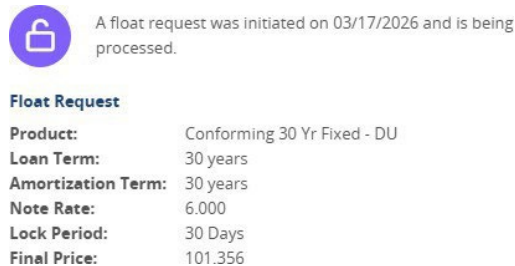 A float request was initiated on 03/17/2026 and is being
processed.
Float Request
Product: Conforming 30 Yr Fixed - DU
Loan Term: 30 years
Amortization Term: 30 years
Note Rate: 6.000
Lock Period: 30 Days
Final Price: 101.356